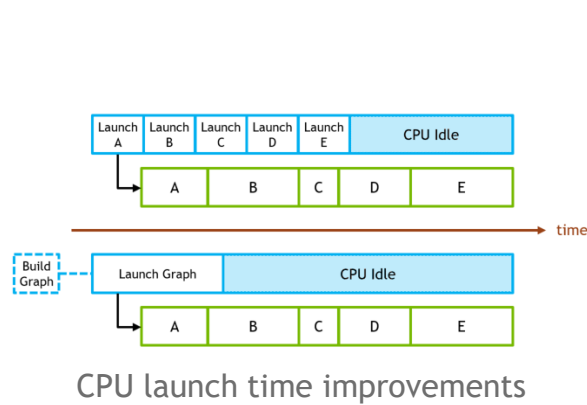 Launch Launch Launch Launch Launch
A B C D E CPU Idle
A B C D E
time
Build
Graph
Launch Graph CPU Idle
A B C D E
CPU launch time improvements